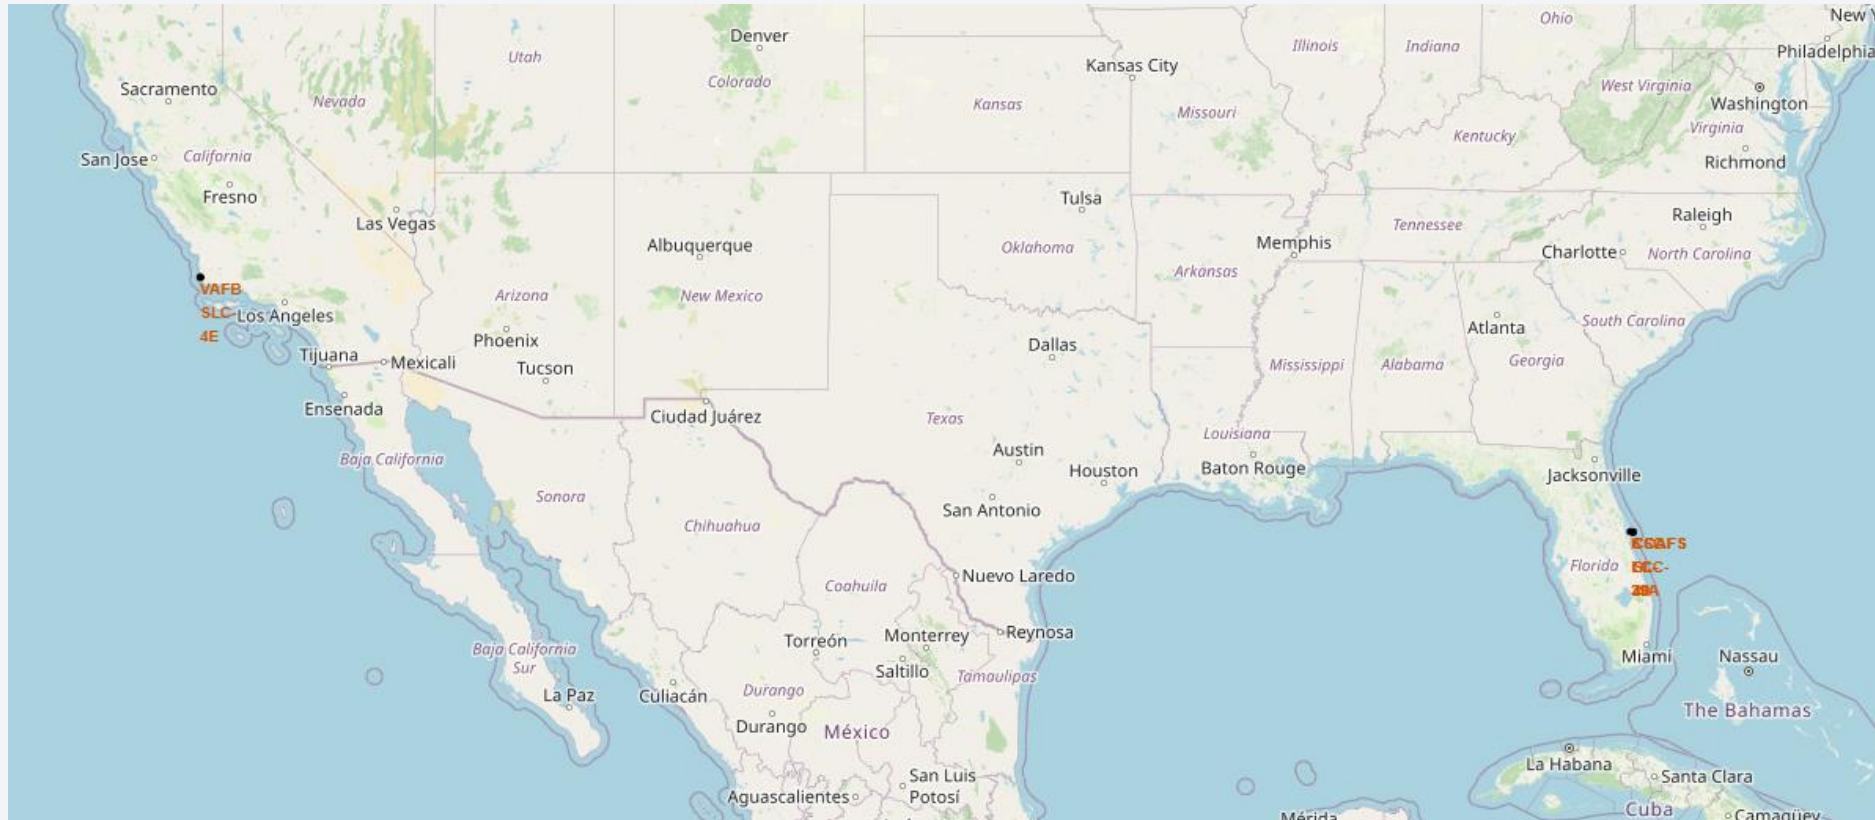 New
Ohio
Denver
Illinois
Indiana
Philadelphia
Utah
Kansas City
Colorado
West Virginia
Sacramento
Nevada
Kansas
Washington
Missouri
Virginia
Kentucky
San Jose
California
Richmond
Fresno
Tulsa
Las Vegas
Raleigh
Tennessee
Albuquerque
Oklahoma
Memphis
Charlotte
North Carolina
Arkansas
VAFB
SLC-
4E
Arizona
New Mexico
Los Angeles
South Carolina
Atlanta
Phoenix
Dallas
Tijuana
Mexicali
Tucson
Mississippi
Alabama
Georgia
Ensenada
Ciudad Juárez
Texas
Louisiana
Austin
Baja California
Houston
Baton Rouge
Jacksonville
Sonora
San Antonio
Chihuahua
Florida
Nuevo Laredo
Coahuila
Reynosa
Torreón
Monterrey
Baja California
Sur
Saltillo
Tamaulipas
Miami
Nassau
La Paz
Culiacán
Durango
Durango
México
The Bahamas
La Habana
San Luis
Potosí
Santa Clara
Aguascalientes
Cuba
Camagüey
Mérida